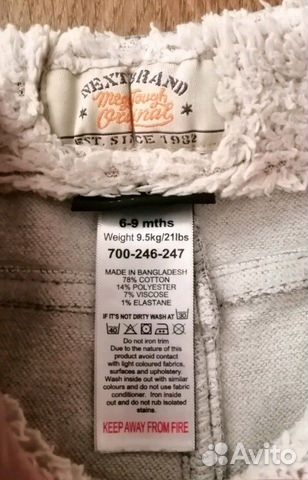 NEXT BRAND
Original
EST. SINCE 1982
6-9 mths
Weight 9.5kg/21lbs
700-246-247
MADE IN BANGLADESH
78% COTTON
14% POLYESTER
7% VISCOSE
1% ELASTANE
IF IT'S NOT DIRTY WASH AT 30
40
Do not iron trim
Due to the nature of this
product avoid contact
with light coloured fabrics,
surfaces and upholstery
Wash inside out with similar
colours and do not use fabric
conditioner. Iron inside
out and do not rub isolated
stains.
KEEP AWAY FROM FIRE
Avito